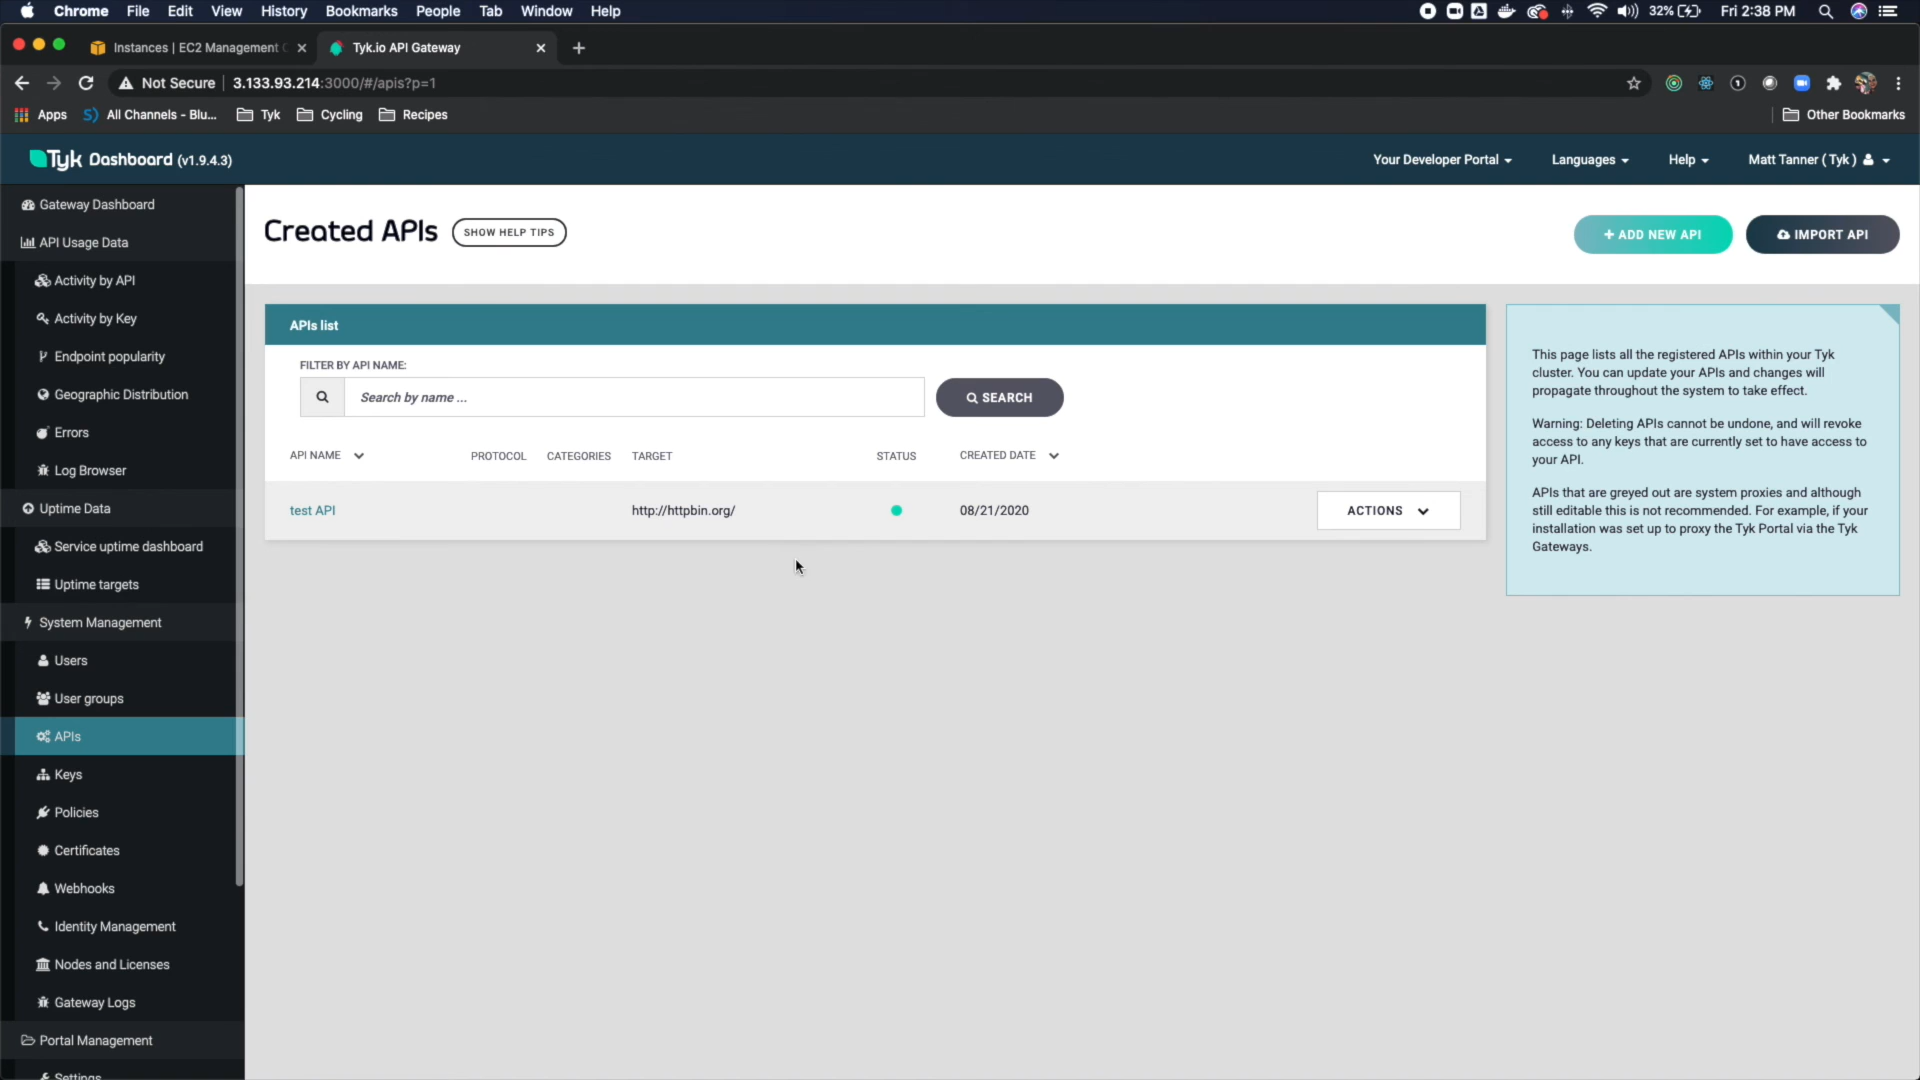 Chrome File Edit View History Bookmarks People Tab Window Help
32% Fri 2:38 PM
Instances | EC2 Management C
Tyk.io API Gateway
Not Secure 3.133.93.214:3000/#/apis?p=1
Apps All Channels - Blu... Tyk Cycling Recipes Other Bookmarks
Tyk Dashboard (v1.9.4.3)
Your Developer Portal Languages Help Matt Tanner ( Tyk )
Gateway Dashboard
API Usage Data
Activity by API
Activity by Key
Endpoint popularity
Geographic Distribution
Errors
Log Browser
Uptime Data
Service uptime dashboard
Uptime targets
System Management
Users
User groups
APIs
Keys
Policies
Certificates
Webhooks
Identity Management
Nodes and Licenses
Gateway Logs
Portal Management
Settings
Created APIs
SHOW HELP TIPS
+ ADD NEW API
IMPORT API
APIs list
FILTER BY API NAME:
Search by name ...
SEARCH
API NAME PROTOCOL CATEGORIES TARGET STATUS CREATED DATE
test API http://httpbin.org/ 08/21/2020 ACTIONS
This page lists all the registered APIs within your Tyk
cluster. You can update your APIs and changes will
propagate throughout the system to take effect.
Warning: Deleting APIs cannot be undone, and will revoke
access to any keys that are currently set to have access to
your API.
APIs that are greyed out are system proxies and although
still editable this is not recommended. For example, if your
installation was set up to proxy the Tyk Portal via the Tyk
Gateways.